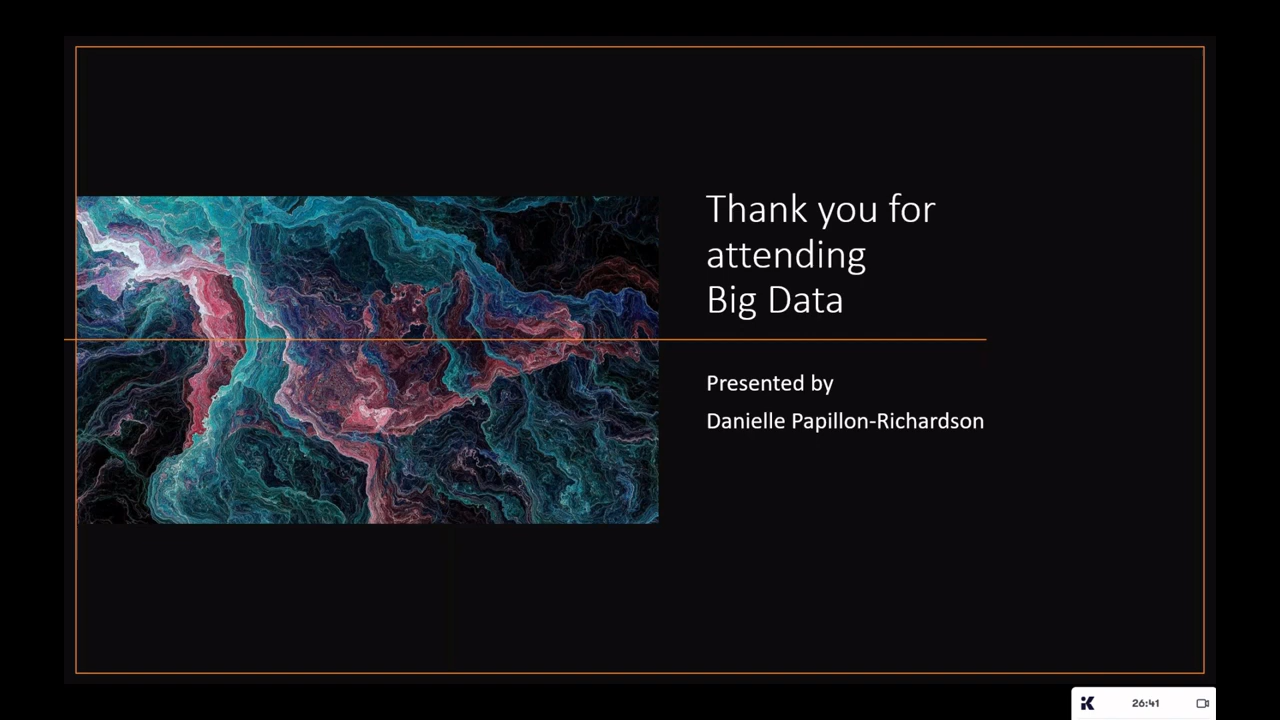 Thank you for
attending
Big Data
Presented by
Danielle Papillon-Richardson
26:41